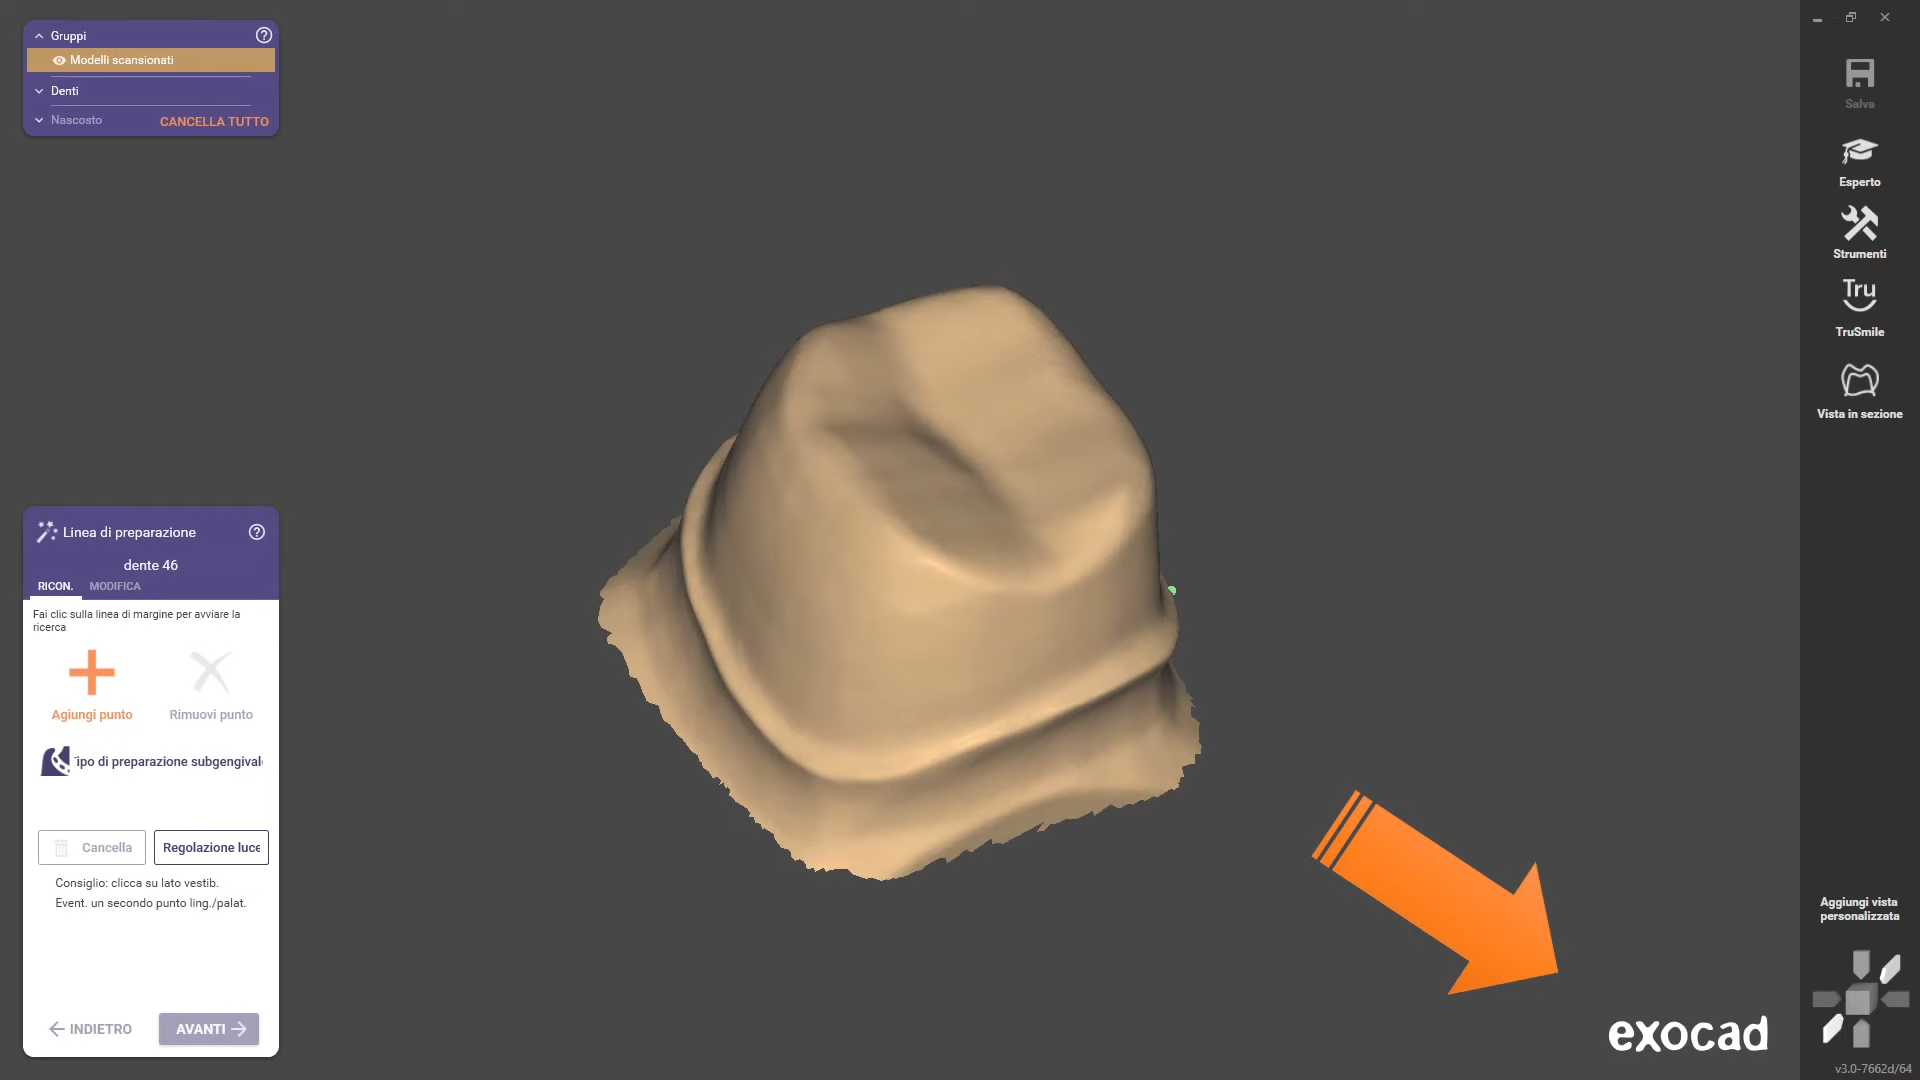 Gruppi
Modelli scansionati
Denti
Nascosto CANCELLA TUTTO
Linea di preparazione
dente 46
RICON. MODIFICA
Fai clic sulla linea di margine per avviare la
ricerca
Agiungi punto Rimuovi punto
ipo di preparazione subgengival
Cancella Regolazione luce
Consiglio: clicca su lato vestib.
Event. un secondo punto ling./palat.
INDIETRO AVANTI
Salva
Esperto
Strumenti
Tru
TruSmile
Vista in sezione
Aggiungi vista
personalizzata
exocad
v3.0-7662d/64